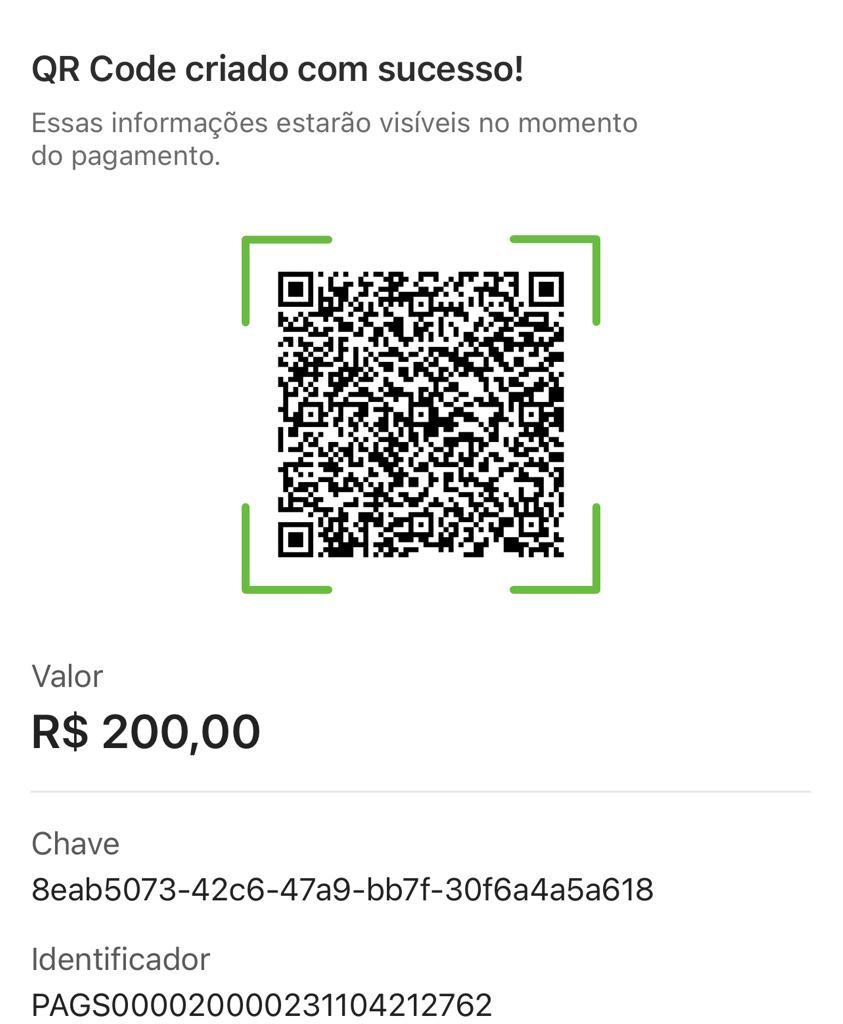 QR Code criado com sucesso!
Essas informações estarão visíveis no momento
do pagamento.
Valor
R$ 200,00
Chave
8eab5073-42c6-47a9-bb7f-30f6a4a5a618
Identificador
PAGS000020000231104212762